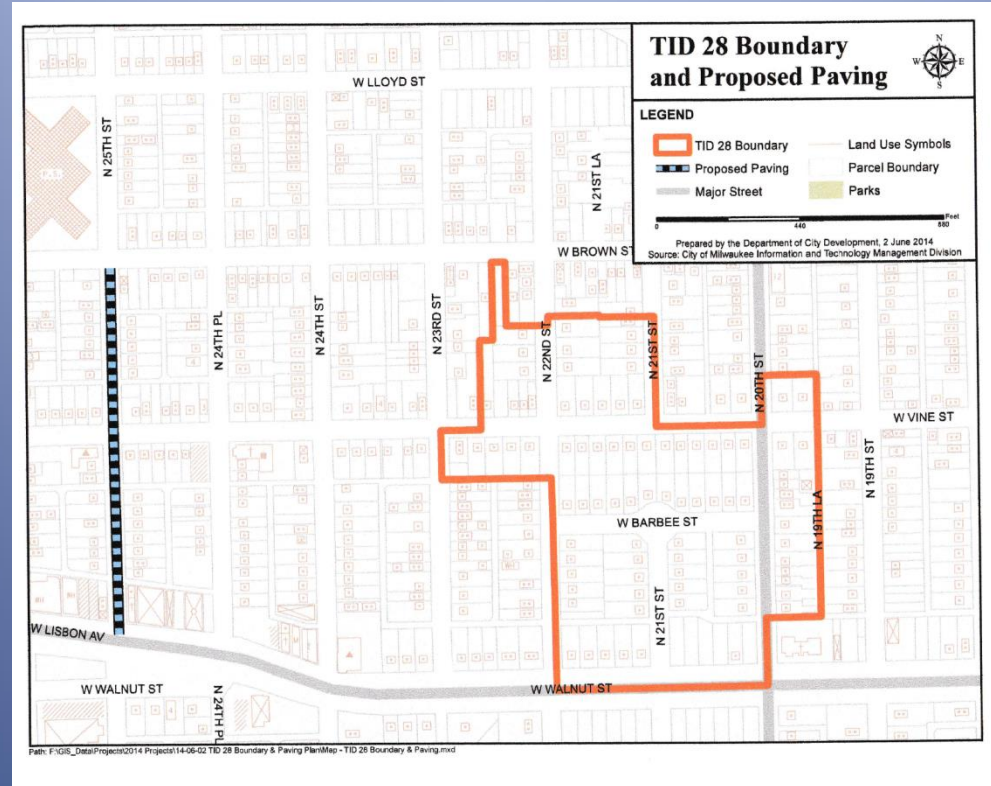 TID 28 Boundary
and Proposed Paving
N
W
E
S
LEGEND
TID 28 Boundary
Land Use Symbols
Proposed Paving
Parcel Boundary
Major Street
Parks
Feet
0
440
880
Prepared by the Department of City Development, 2 June 2014
Source: City of Milwaukee Information and Technology Management Division
W LLOYD ST
N 25TH ST
N 21ST LA
W BROWN ST
N 24TH PL
N 24TH ST
N 23RD ST
N 22ND ST
N 21ST ST
N 20TH ST
W VINE ST
N 19TH ST
N 19TH LA
W BARBEE ST
N 21ST ST
W LISBON AV
W WALNUT ST
N 24TH PL
W WALNUT ST
Path: F:\GIS_Data\Projects\2014 Projects\14-06-02 TID 28 Boundary & Paving Plan\Map - TID 28 Boundary & Paving.mxd